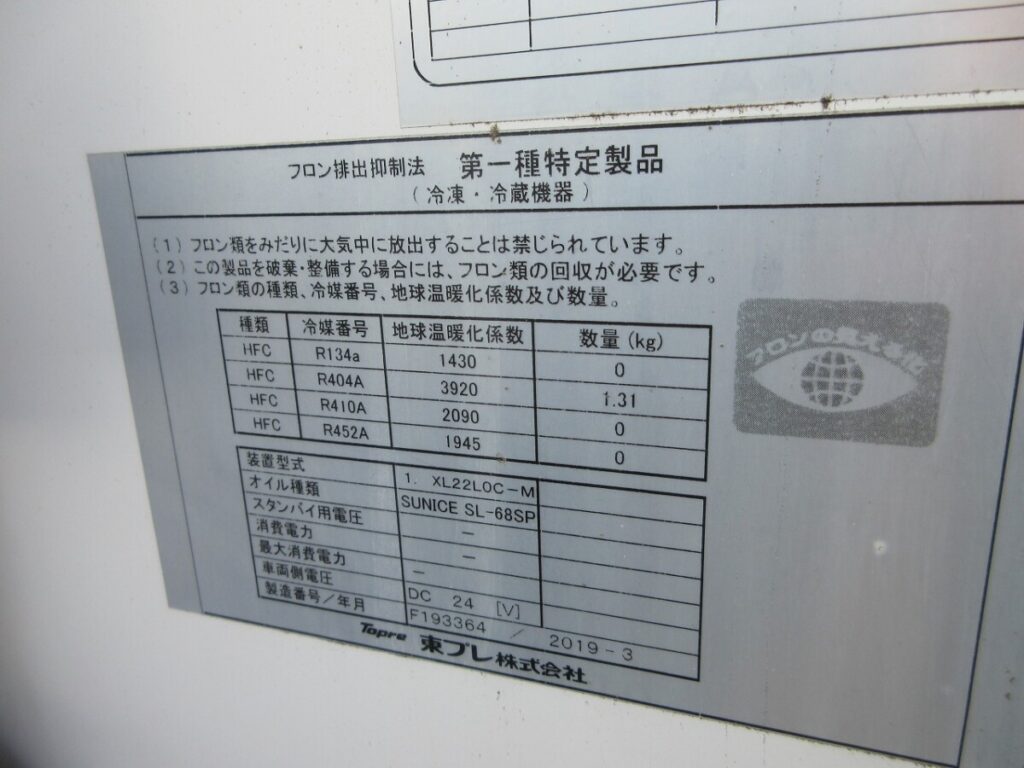 フロン排出抑制法 第一種特定製品
(冷凍・冷蔵機器)
(1) フロン類をみだりに大気中に放出することは禁じられています。
(2) この製品を破棄・整備する場合には、フロン類の回収が必要です。
(3) フロン類の種類、冷媒番号、地球温暖化係数及び数量。
種類 冷媒番号 地球温暖化係数 数量(kg)
HFC R134a 1430 0
HFC R404A 3920 1.31
HFC R410A 2090 0
HFC R452A 1945 0
フロンの見える化
装置型式 1. XL22LOC-M
オイル種類 SUNICE SL-68SP
スタンバイ用電圧 -
消費電力 -
最大消費電力 -
車両側電圧 DC 24 [V]
製造番号/年月 F193364 / 2019-3
Topre 東プレ株式会社